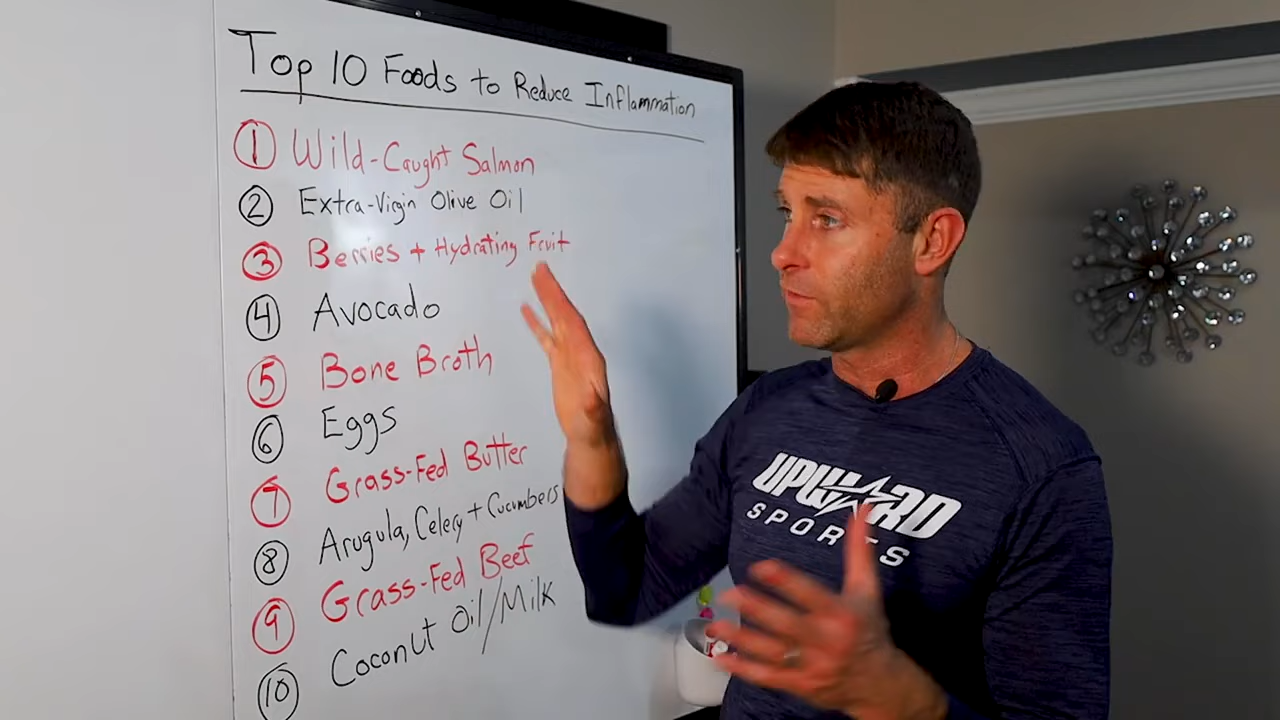 Top 10 Foods to Reduce Inflammation
1 Wild-Caught Salmon
2 Extra-Virgin Olive Oil
3 Berries + Hydrating Fruit
4 Avocado
5 Bone Broth
6 Eggs
7 Grass-Fed Butter
8 Arugula, Celery + Cucumbers
9 Grass-Fed Beef
10 Coconut Oil/Milk
UPWARD
SPORTS